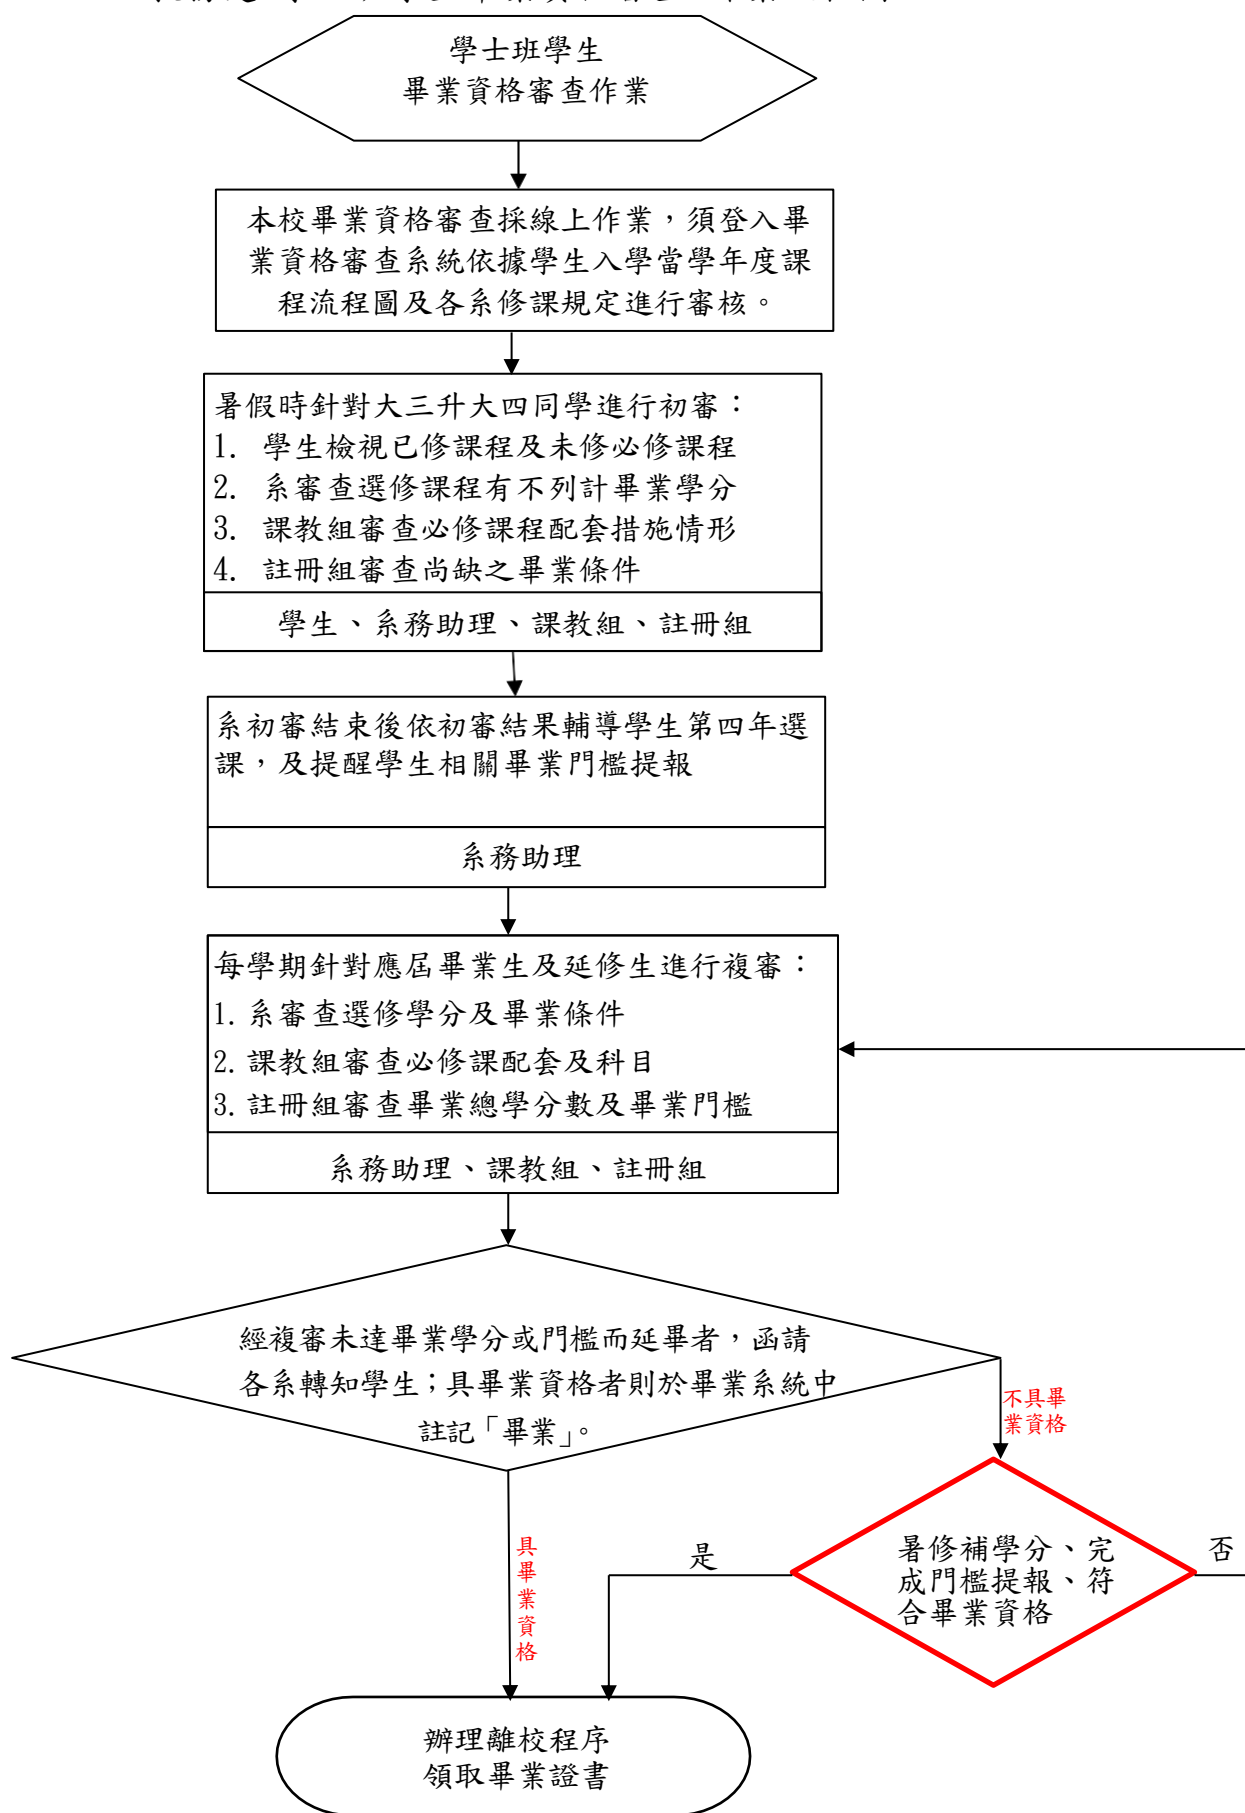 學士班學生
畢業資格審查作業
本校畢業資格審查採線上作業，須登入畢
業資格審查系統依據學生入學當學年度課
程流程圖及各系修課規定進行審核。
暑假時針對大三升大四同學進行初審：
1. 學生檢視已修課程及未修必修課程
2. 系審查選修課程有不列計畢業學分
3. 課教組審查必修課程配套措施情形
4. 註冊組審查尚缺之畢業條件
學生、系務助理、課教組、註冊組
系初審結束後依初審結果輔導學生第四年選
課，及提醒學生相關畢業門檻提報
系務助理
每學期針對應屆畢業生及延修生進行複審：
1. 系審查選修學分及畢業條件
2. 課教組審查必修課配套及科目
3. 註冊組審查畢業總學分數及畢業門檻
系務助理、課教組、註冊組
經複審未達畢業學分或門檻而延畢者，函請
各系轉知學生；具畢業資格者則於畢業系統中
註記「畢業」。
不具畢
業資格
具畢業資格
是
暑修補學分、完
成門檻提報、符
合畢業資格
否
辦理離校程序
領取畢業證書